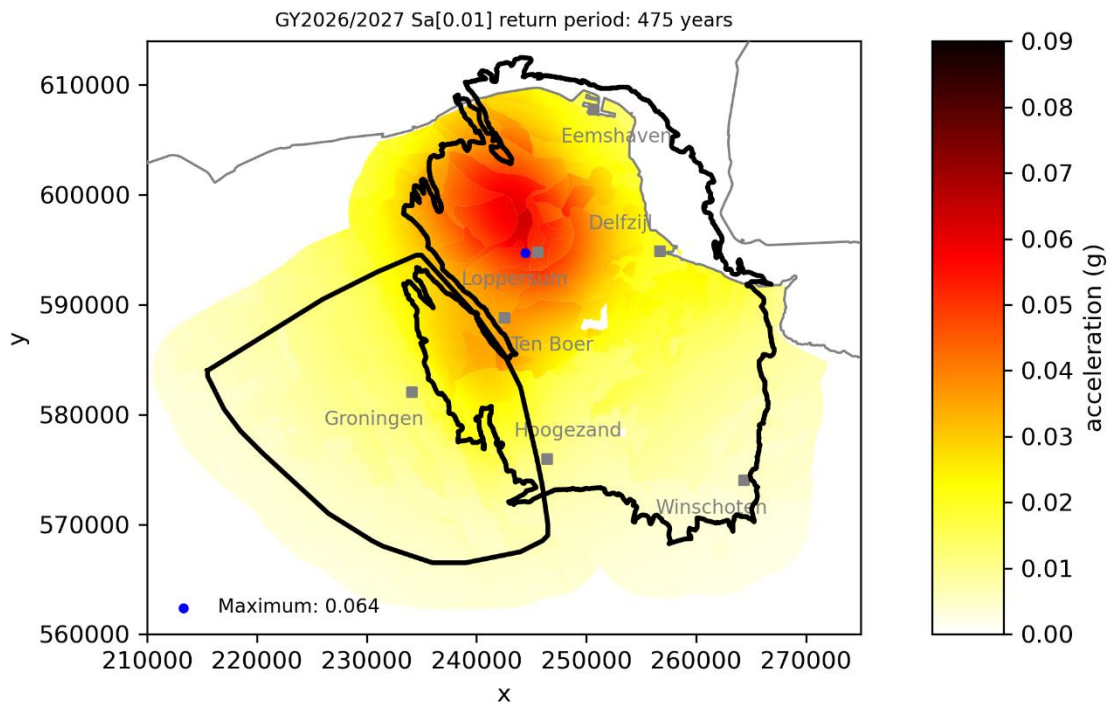 GY2026/2027 Sa[0.01] return period: 475 years
610000
600000
590000
580000
570000
560000
y
210000
220000
230000
240000
250000
260000
270000
x
Eemshaven
Delfzijl
Loppersum
Ten Boer
Groningen
Hoogezand
Winschoten
Maximum: 0.064
0.09
0.08
0.07
0.06
0.05
0.04
0.03
0.02
0.01
0.00
acceleration (g)